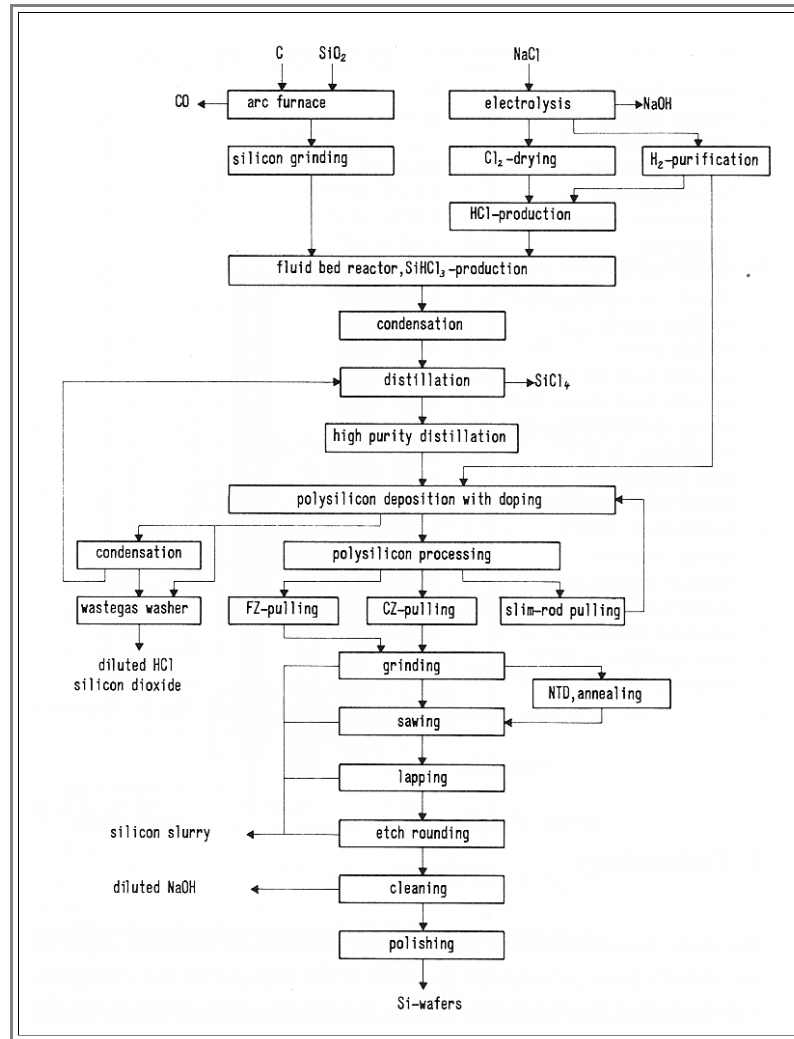 C SiO₂ NaCl
CO arc furnace electrolysis NaOH
silicon grinding Cl₂-drying H₂-purification
HCl-production
fluid bed reactor,SiHCl₃-production
condensation
distillation SiCl₄
high purity distillation
polysilicon deposition with doping
condensation polysilicon processing
wastegas washer FZ-pulling CZ-pulling slim-rod pulling
diluted HCl
silicon dioxide
grinding
NTD,annealing
sawing
lapping
silicon slurry etch rounding
diluted NaOH cleaning
polishing
Si-wafers